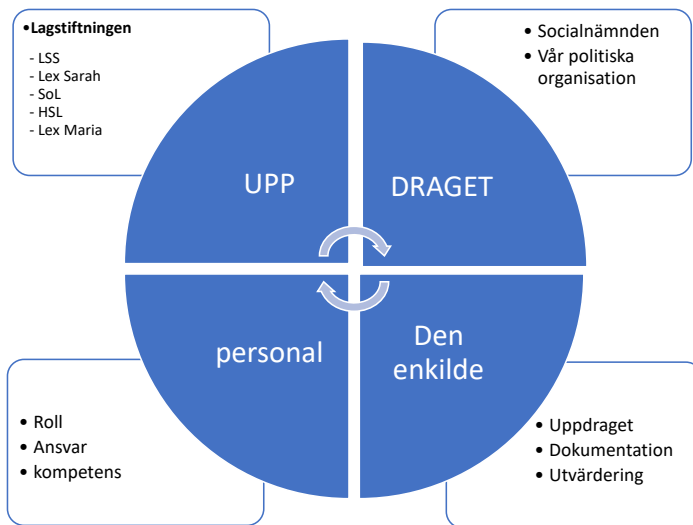 •Lagstiftningen
- LSS
- Lex Sarah
- SoL
- HSL
- Lex Maria
• Socialnämnden
• Vår politiska
organisation
UPP
DRAGET
personal
Den
enkilde
• Roll
• Ansvar
• kompetens
• Uppdraget
• Dokumentation
• Utvärdering